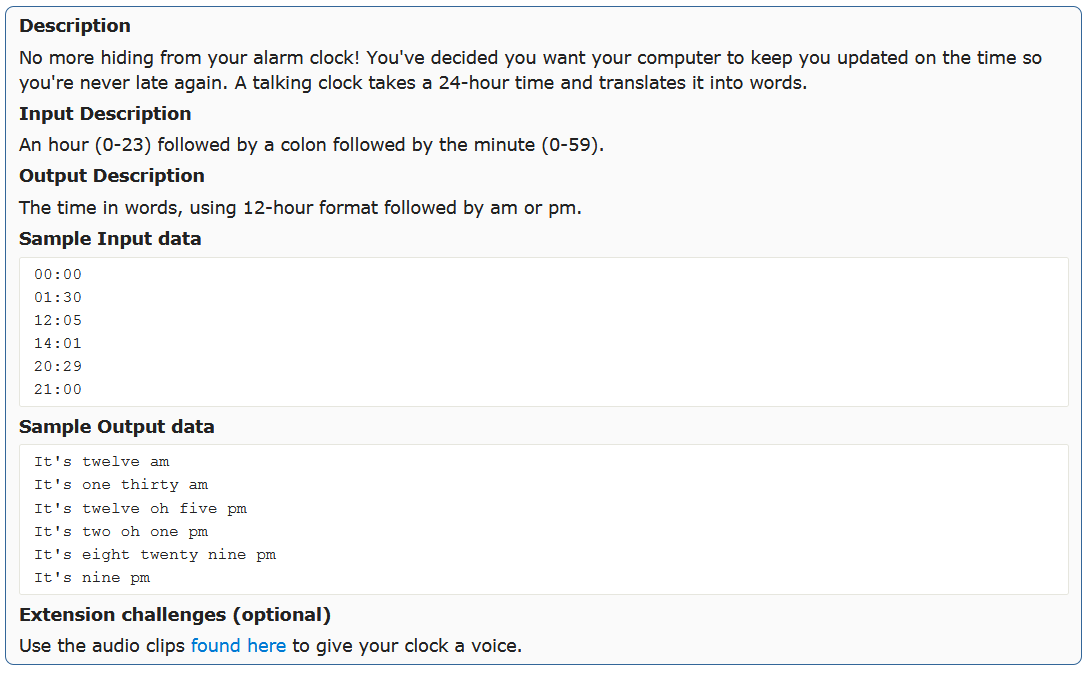 Description
No more hiding from your alarm clock! You've decided you want your computer to keep you updated on the time so
you're never late again. A talking clock takes a 24-hour time and translates it into words.
Input Description
An hour (0-23) followed by a colon followed by the minute (0-59).
Output Description
The time in words, using 12-hour format followed by am or pm.
Sample Input data
00:00
01:30
12:05
14:01
20:29
21:00
Sample Output data
It's twelve am
It's one thirty am
It's twelve oh five pm
It's two oh one pm
It's eight twenty nine pm
It's nine pm
Extension challenges (optional)
Use the audio clips found here to give your clock a voice.